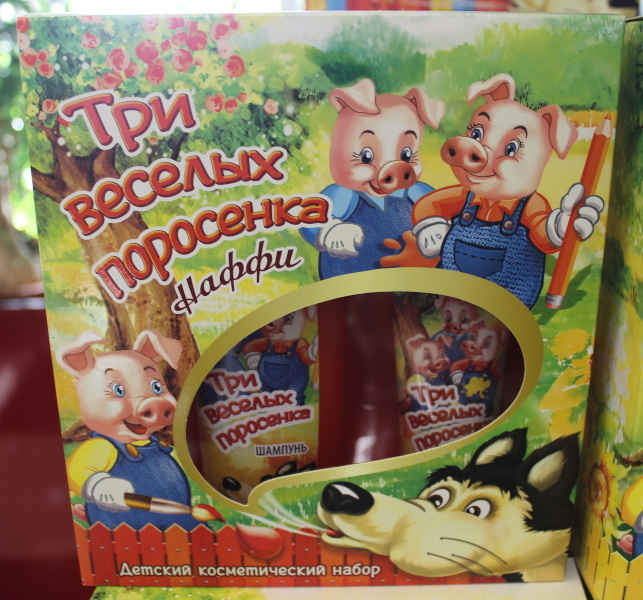 Три
веселых
поросенка
Наффи
Три
веселых
поросенка
ШАМПУНЬ
Три
веселых
поросенка
Детский косметический набор